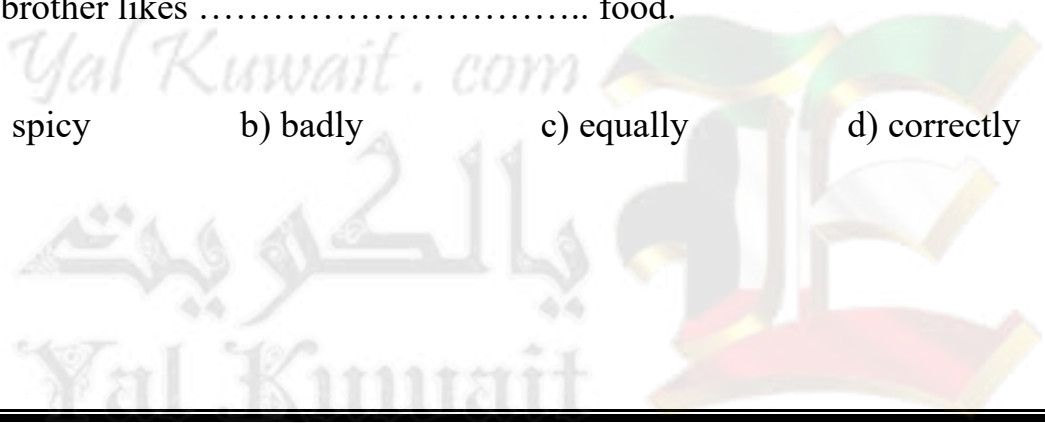 brother likes ………………………….. food.
Yal Kuwait . com
spicy b) badly c) equally d) correctly
يالكويت
Yal Kuwait